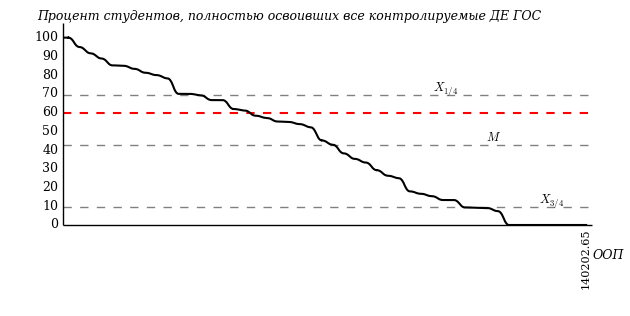 Процент студентов, полностью освоивших все контролируемые ДЕ ГОС
100
90
80
X1/4
70
60
50
M
40
30
20
X3/4
10
0
140202.65
ООП